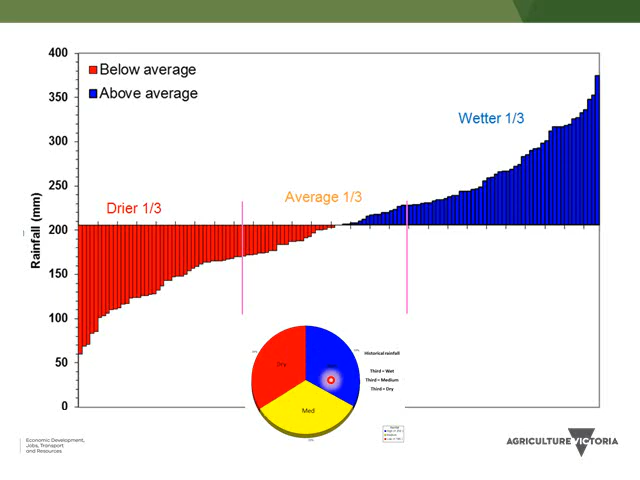 400
350
300
250
200
150
100
50
0
Rainfall (mm)
Below average
Above average
Wetter 1/3
Average 1/3
Drier 1/3
Dry
Med
Historical rainfall
Third = Wet
Third = Medium
Third = Dry
Economic Development,
Jobs, Transport
and Resources
AGRICULTURE VICTORIA